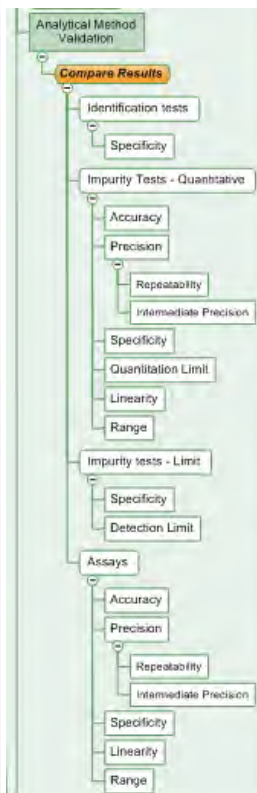 Analytical Method
Validation
Compare Results
Identification tests
Specificity
Impurity Tests - Quantitative
Accuracy
Precision
Repeatability
Intermediate Precision
Specificity
Quantitation Limit
Linearity
Range
Impurity tests - Limit
Specificity
Detection Limit
Assays
Accuracy
Precision
Repeatability
Intermediate Precision
Specificity
Linearity
Range